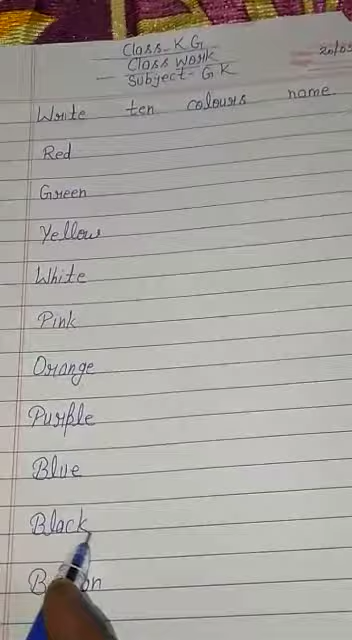 Class - K G
Class Work
Subject - G K
Write ten colours name
Red
Green
Yellow
White
Pink
Orange
Purple
Blue
Black